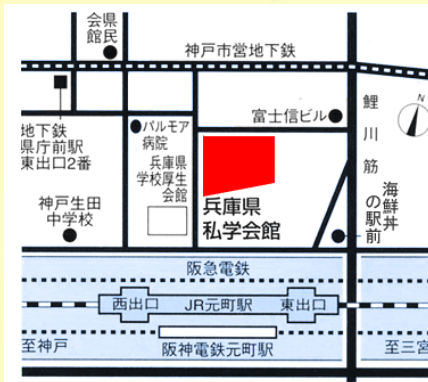 会県
館民
神戸市営地下鉄
富士信ビル
鯉川筋
N
地下鉄
県庁前駅
東出口2番
パルモア
病院
兵庫県
学校厚生
会館
神戸生田
中学校
兵庫県
私学会館
海鮮丼
の駅前
阪急電鉄
西出口
JR元町駅
東出口
至神戸
阪神電鉄元町駅
至三宮